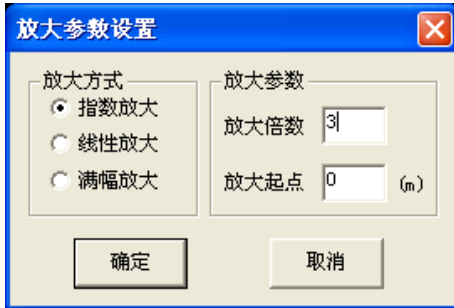 放大参数设置
放大方式
指数放大
线性放大
满幅放大
放大参数
放大倍数 3
放大起点 0 (m)
确定
取消